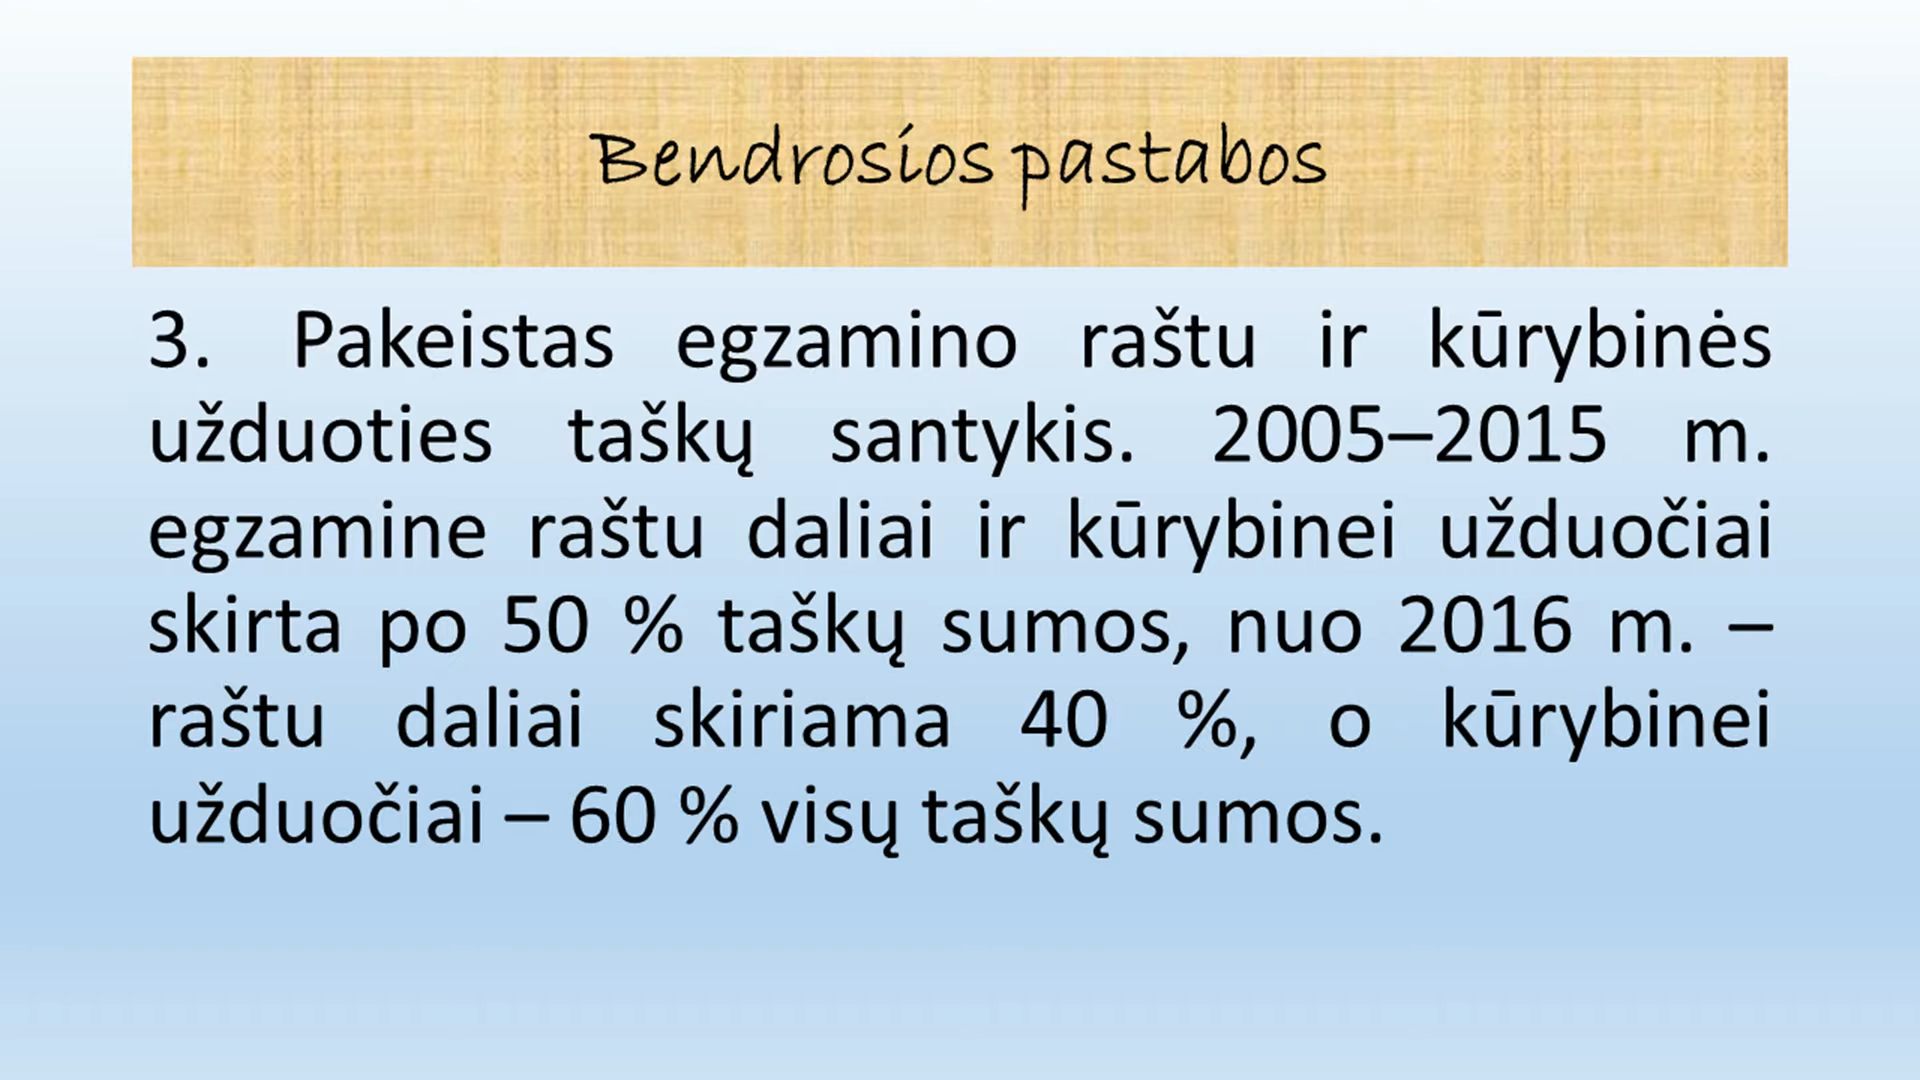 Bendrosios pastabos
3. Pakeistas egzamino raštu ir kūrybinės
užduoties taškų santykis. 2005–2015 m.
egzamine raštu daliai ir kūrybinei užduočiai
skirta po 50 % taškų sumos, nuo 2016 m. –
raštu daliai skiriama 40 %, o kūrybinei
užduočiai – 60 % visų taškų sumos.